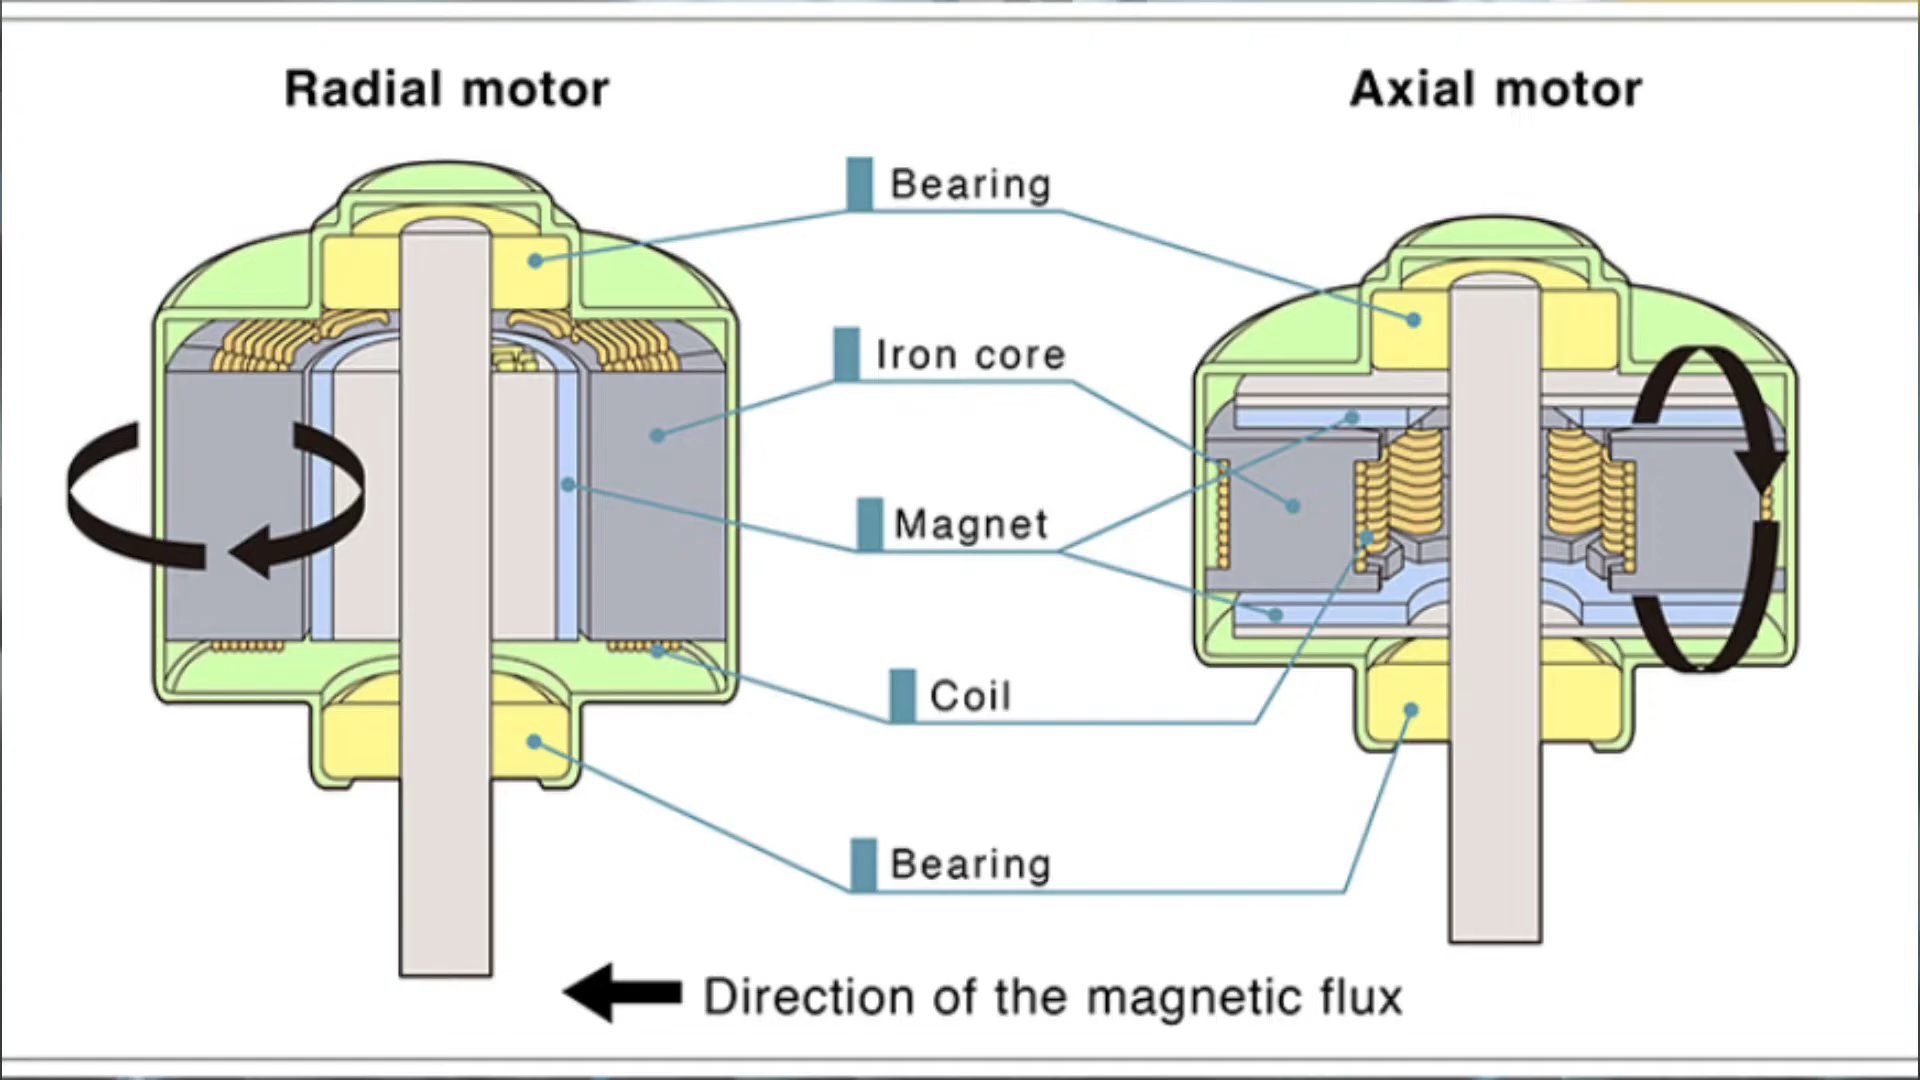 Radial motor
Axial motor
Bearing
Iron core
Magnet
Coil
Bearing
Direction of the magnetic flux